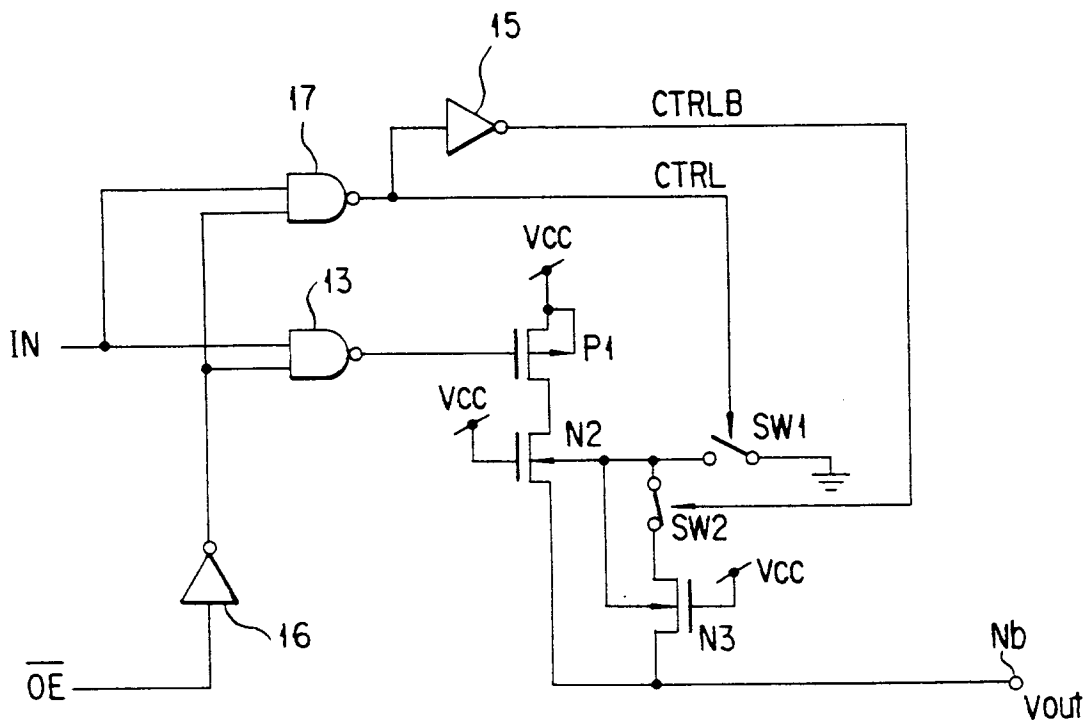 15
17
CTRLB
CTRL
VCC
13
IN
P1
VCC
N2
SW1
SW2
VCC
16
N3
Nb
OE
Vout